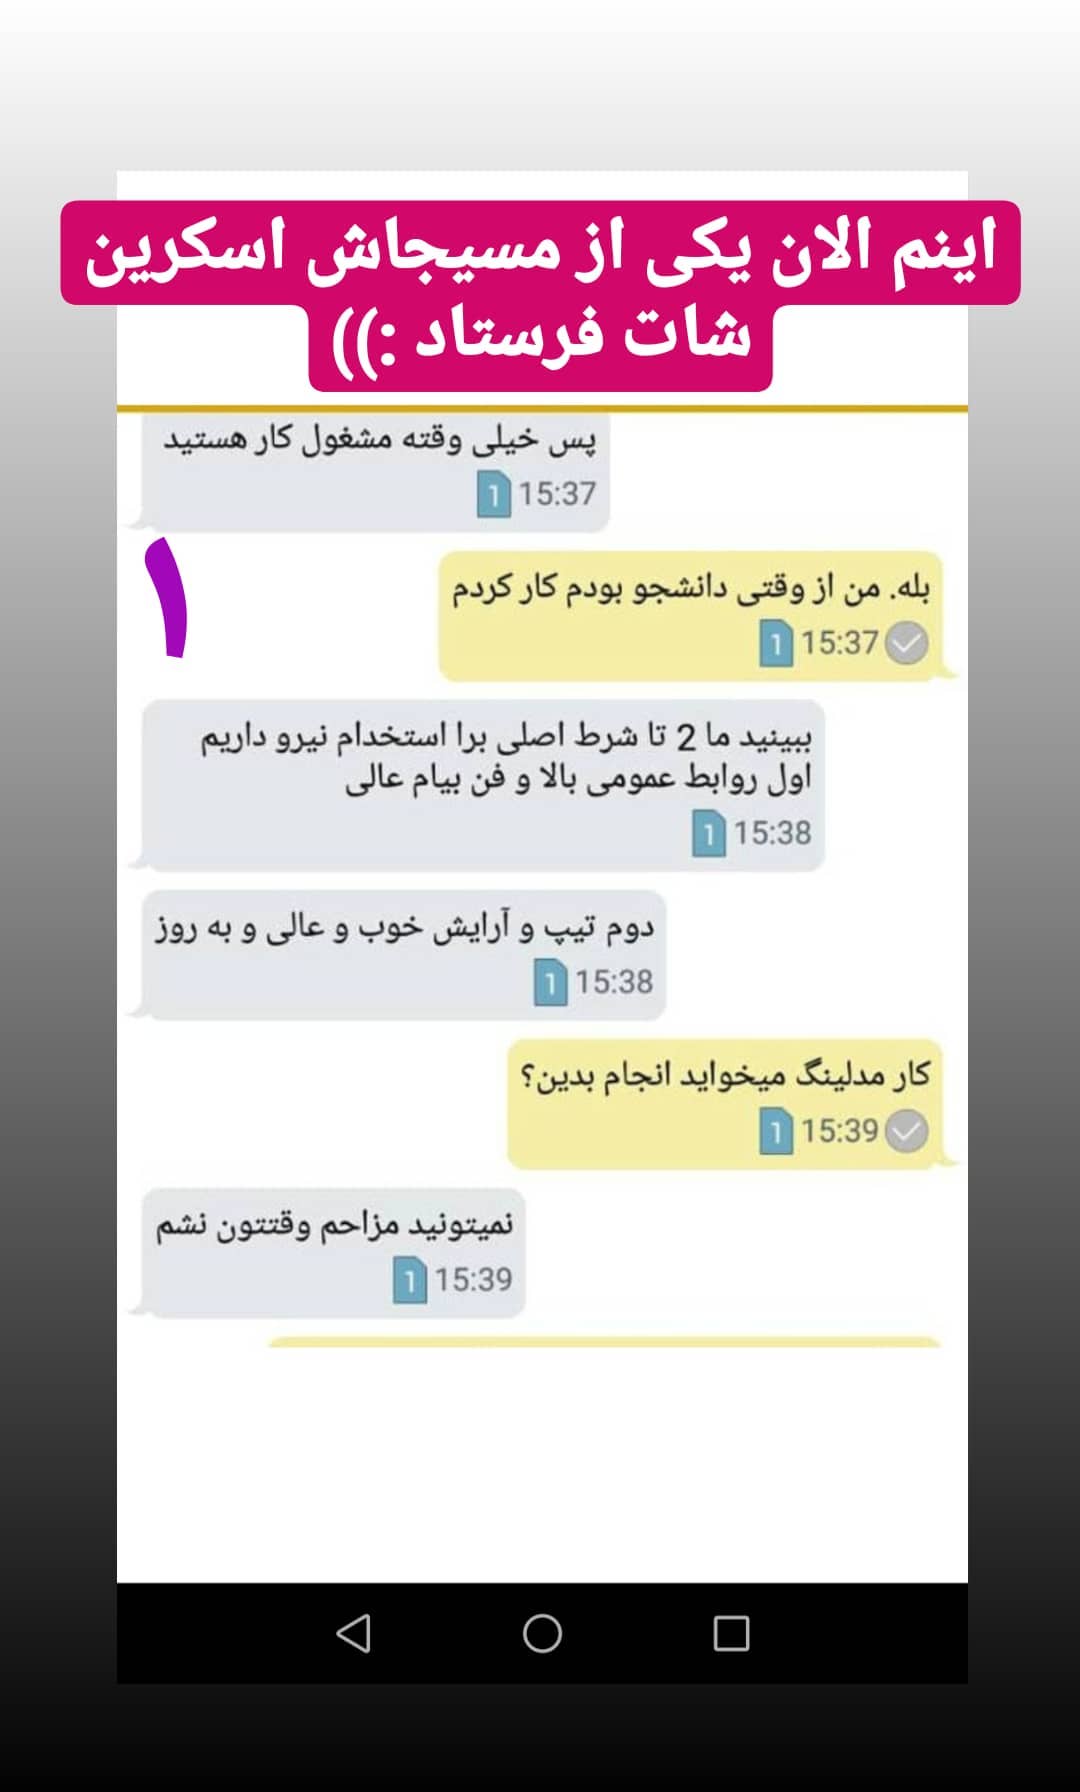 اینم الان یکی از مسیجاش اسکرین
شات فرستاد :))
پس خیلی وقته مشغول کار هستید
1 15:37
۱
بله. من از وقتی دانشجو بودم کار کردم
1 15:37
ببینید ما 2 تا شرط اصلی برا استخدام نیرو داریم
اول روابط عمومی بالا و فن بیام عالی
1 15:38
دوم تیپ و آرایش خوب و عالی و به روز
1 15:38
کار مدلینگ میخواید انجام بدین؟
1 15:39
نمیتونید مزاحم وقتتون نشم
1 15:39